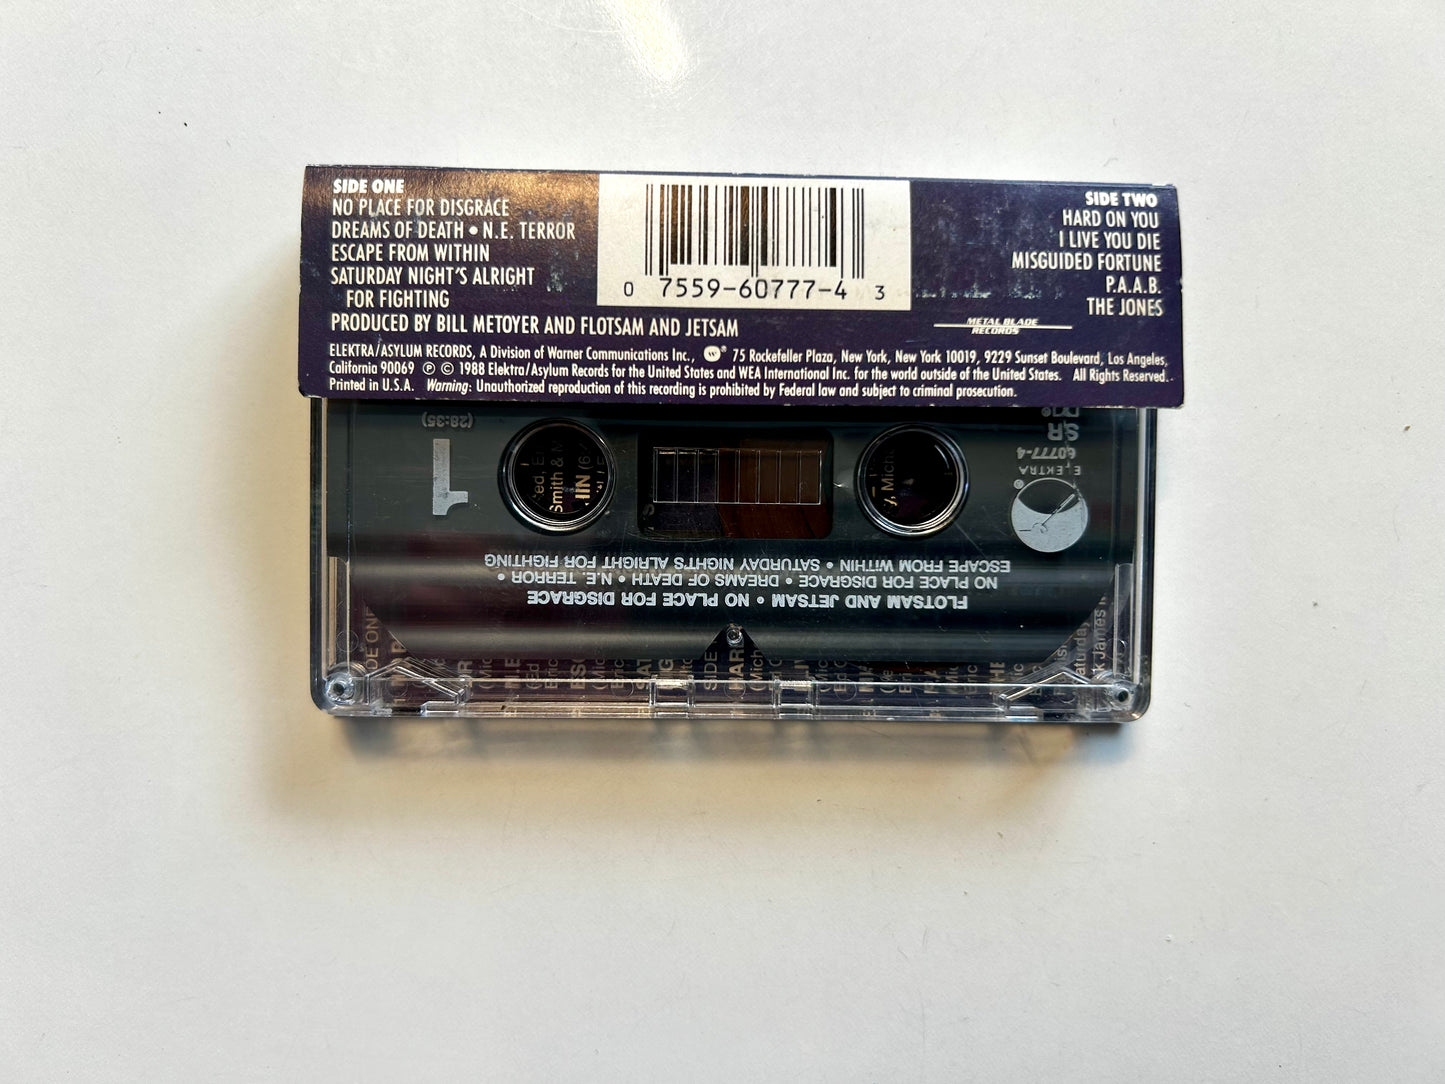 SIDE ONE
NO PLACE FOR DISGRACE
DREAMS OF DEATH • N.E. TERROR
ESCAPE FROM WITHIN
SATURDAY NIGHT'S ALRIGHT
FOR FIGHTING
PRODUCED BY BILL METOYER AND FLOTSAM AND JETSAM
0 7559-60777-4 3
SIDE TWO
HARD ON YOU
I LIVE YOU DIE
MISGUIDED FORTUNE
P.A.A.B.
THE JONES
METAL BLADE
RECORDS
ELEKTRA/ASYLUM RECORDS, A Division of Warner Communications Inc., ® 75 Rockefeller Plaza, New York, New York 10019, 9229 Sunset Boulevard, Los Angeles,
California 90069 ℗ © 1988 Elektra/Asylum Records for the United States and WEA International Inc. for the world outside of the United States. All Rights Reserved.
Printed in U.S.A. Warning: Unauthorized reproduction of this recording is prohibited by Federal law and subject to criminal prosecution.
FLOTSAM AND JETSAM • NO PLACE FOR DISGRACE
NO PLACE FOR DISGRACE • DREAMS OF DEATH • N.E. TERROR •
ESCAPE FROM WITHIN • SATURDAY NIGHT'S ALRIGHT FOR FIGHTING
ELEKTRA
60777-4
SR
1
(28:35)
Smith &
SIDE